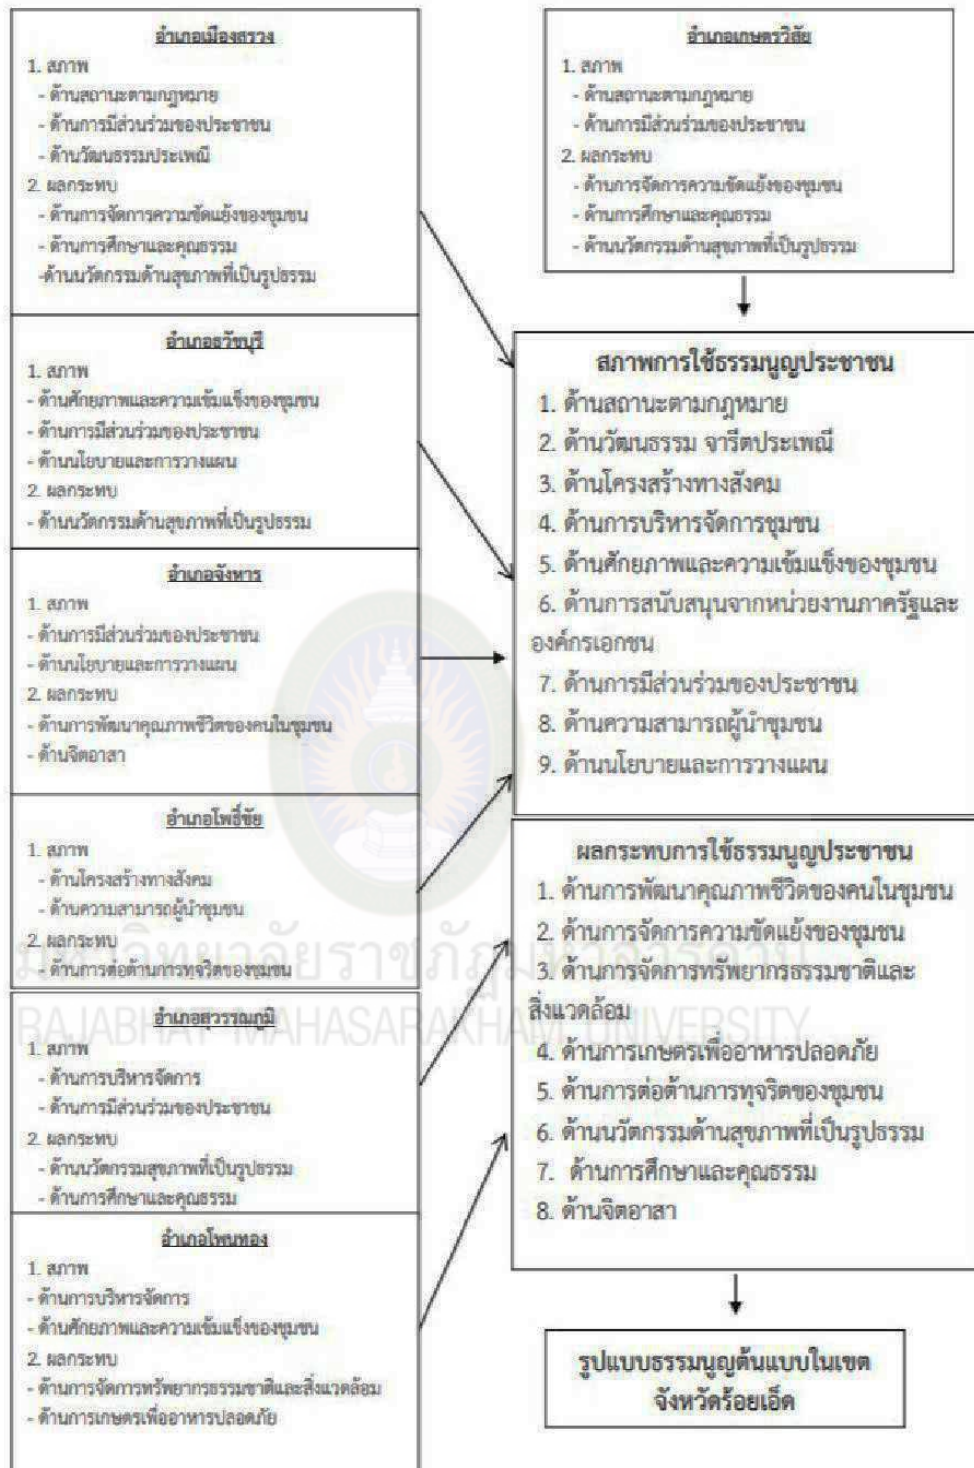 อำเภอเมืองสรวง
1. สภาพ
- ด้านสถานะตามกฎหมาย
- ด้านการมีส่วนร่วมของประชาชน
- ด้านวัฒนธรรมประเพณี
2. ผลกระทบ
- ด้านการจัดการความขัดแย้งของชุมชน
- ด้านการศึกษาและคุณธรรม
-ด้านนวัตกรรมด้านสุขภาพที่เป็นรูปธรรม
อำเภอธวัชบุรี
1. สภาพ
- ด้านศักยภาพและความเข้มแข็งของชุมชน
- ด้านการมีส่วนร่วมของประชาชน
- ด้านนโยบายและการวางแผน
2. ผลกระทบ
- ด้านนวัตกรรมด้านสุขภาพที่เป็นรูปธรรม
อำเภอจังหาร
1. สภาพ
- ด้านการมีส่วนร่วมของประชาชน
- ด้านนโยบายและการวางแผน
2. ผลกระทบ
- ด้านการพัฒนาคุณภาพชีวิตของคนในชุมชน
- ด้านจิตอาสา
อำเภอโพธิ์ชัย
1. สภาพ
- ด้านโครงสร้างทางสังคม
- ด้านความสามารถผู้นำชุมชน
2. ผลกระทบ
- ด้านการต่อต้านการทุจริตของชุมชน
อำเภอสุวรรณภูมิ
1. สภาพ
- ด้านการบริหารจัดการ
- ด้านการมีส่วนร่วมของประชาชน
2. ผลกระทบ
- ด้านนวัตกรรมสุขภาพที่เป็นรูปธรรม
- ด้านการศึกษาและคุณธรรม
อำเภอโพนทอง
1. สภาพ
- ด้านการบริหารจัดการ
- ด้านศักยภาพและความเข้มแข็งของชุมชน
2. ผลกระทบ
- ด้านการจัดการทรัพยากรธรรมชาติและสิ่งแวดล้อม
- ด้านการเกษตรเพื่ออาหารปลอดภัย
อำเภอเกษตรวิสัย
1. สภาพ
- ด้านสถานะตามกฎหมาย
- ด้านการมีส่วนร่วมของประชาชน
2. ผลกระทบ
- ด้านการจัดการความขัดแย้งของชุมชน
- ด้านการศึกษาและคุณธรรม
- ด้านนวัตกรรมด้านสุขภาพที่เป็นรูปธรรม
สภาพการใช้ธรรมนูญประชาชน
1. ด้านสถานะตามกฎหมาย
2. ด้านวัฒนธรรม จารีตประเพณี
3. ด้านโครงสร้างทางสังคม
4. ด้านการบริหารจัดการชุมชน
5. ด้านศักยภาพและความเข้มแข็งของชุมชน
6. ด้านการสนับสนุนจากหน่วยงานภาครัฐและ
องค์กรเอกชน
7. ด้านการมีส่วนร่วมของประชาชน
8. ด้านความสามารถผู้นำชุมชน
9. ด้านนโยบายและการวางแผน
ผลกระทบการใช้ธรรมนูญประชาชน
1. ด้านการพัฒนาคุณภาพชีวิตของคนในชุมชน
2. ด้านการจัดการความขัดแย้งของชุมชน
3. ด้านการจัดการทรัพยากรธรรมชาติและ
สิ่งแวดล้อม
4. ด้านการเกษตรเพื่ออาหารปลอดภัย
5. ด้านการต่อต้านการทุจริตของชุมชน
6. ด้านนวัตกรรมด้านสุขภาพที่เป็นรูปธรรม
7. ด้านการศึกษาและคุณธรรม
8. ด้านจิตอาสา
รูปแบบธรรมนูญต้นแบบในเขต
จังหวัดร้อยเอ็ด
มหาวิทยาลัยราชภัฏมหาสารคาม
RAJABHAT MAHASARAKHAM UNIVERSITY